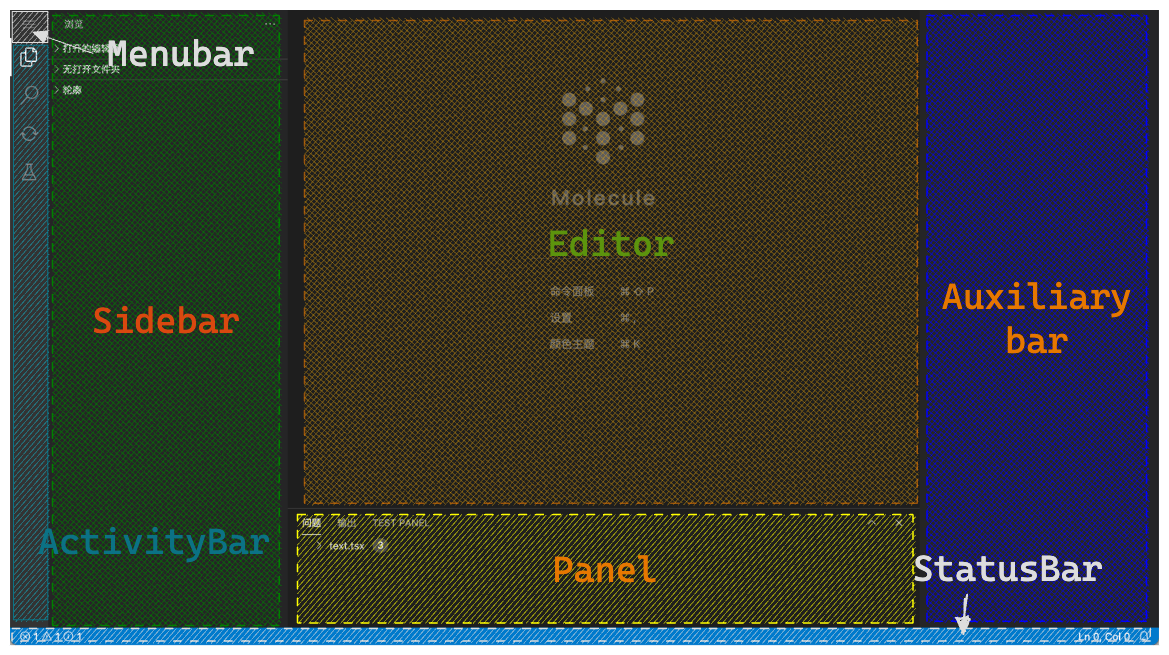 浏览
Menubar
打开的编辑
无打开文件夹
轮廓
Molecule
Editor
命令面板 ⌘ ⇧ P
设置 ⌘ ,
颜色主题 ⌘ K
Sidebar
Auxiliary
bar
ActivityBar
问题 输出 TEST PANEL
text.tsx 3
Panel
StatusBar
1 1 1
Ln 0, Col 0